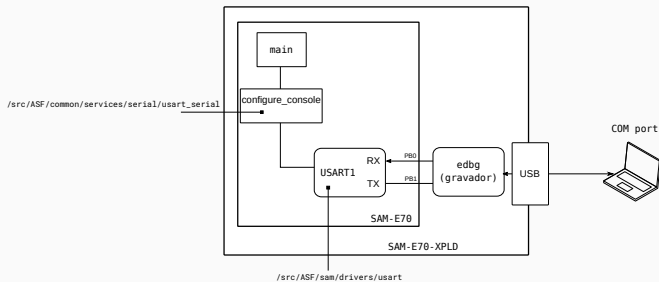 main
configure_console
/src/ASF/common/services/serial/usart_serial
COM port
RX
PB0
edbg
(gravador)
USB
USART1
TX
PB1
SAM-E70
SAM-E70-XPLD
/src/ASF/sam/drivers/usart